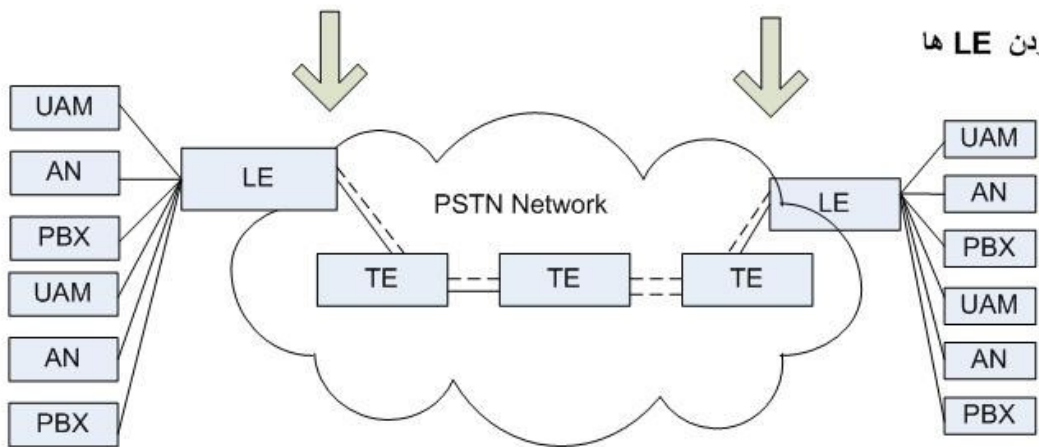 LE ها
UAM
AN
PBX
UAM
AN
PBX
LE
PSTN Network
TE
TE
TE
LE
UAM
AN
PBX
UAM
AN
PBX